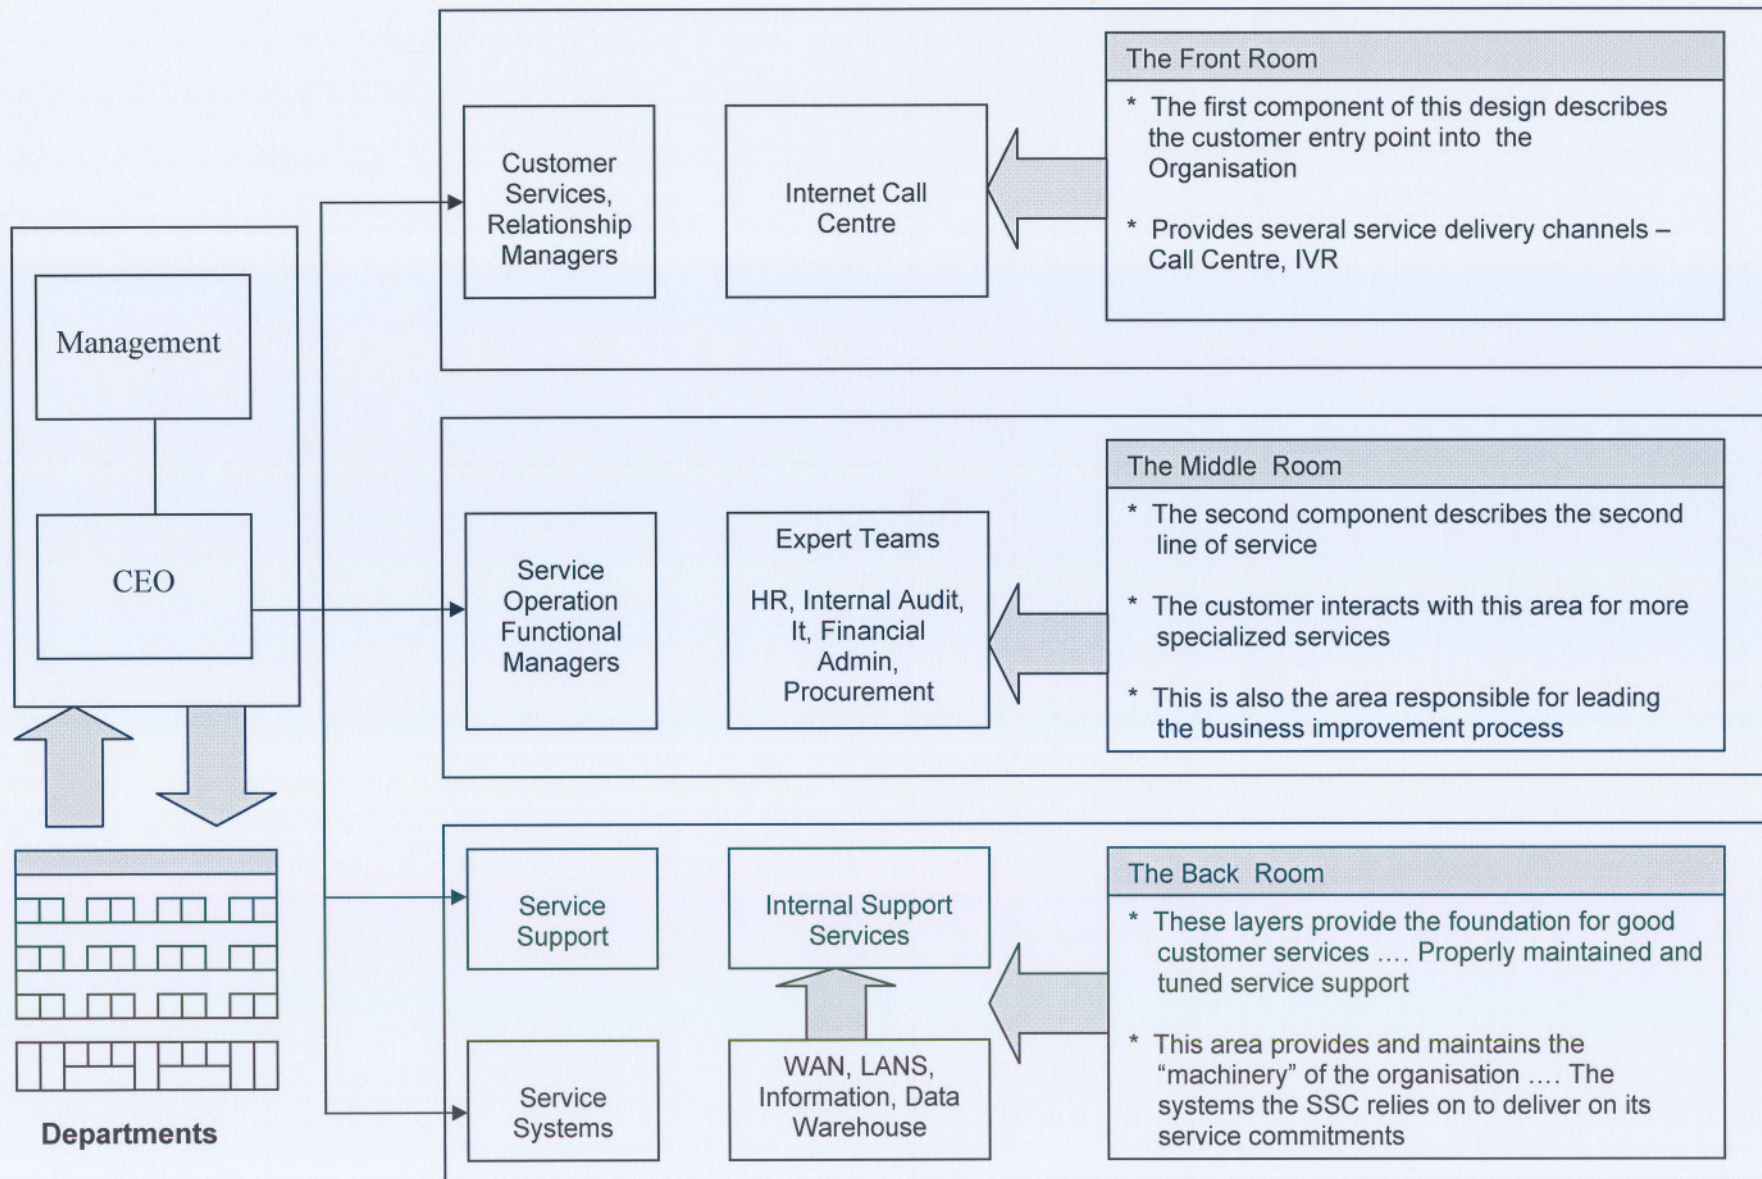 Management
CEO
Departments
Customer
Services,
Relationship
Managers
Internet Call
Centre
The Front Room
* The first component of this design describes
the customer entry point into the
Organisation
* Provides several service delivery channels –
Call Centre, IVR
Service
Operation
Functional
Managers
Expert Teams
HR, Internal Audit,
It, Financial
Admin,
Procurement
The Middle Room
* The second component describes the second
line of service
* The customer interacts with this area for more
specialized services
* This is also the area responsible for leading
the business improvement process
Service
Support
Internal Support
Services
Service
Systems
WAN, LANS,
Information, Data
Warehouse
The Back Room
* These layers provide the foundation for good
customer services .... Properly maintained and
tuned service support
* This area provides and maintains the
“machinery” of the organisation .... The
systems the SSC relies on to deliver on its
service commitments